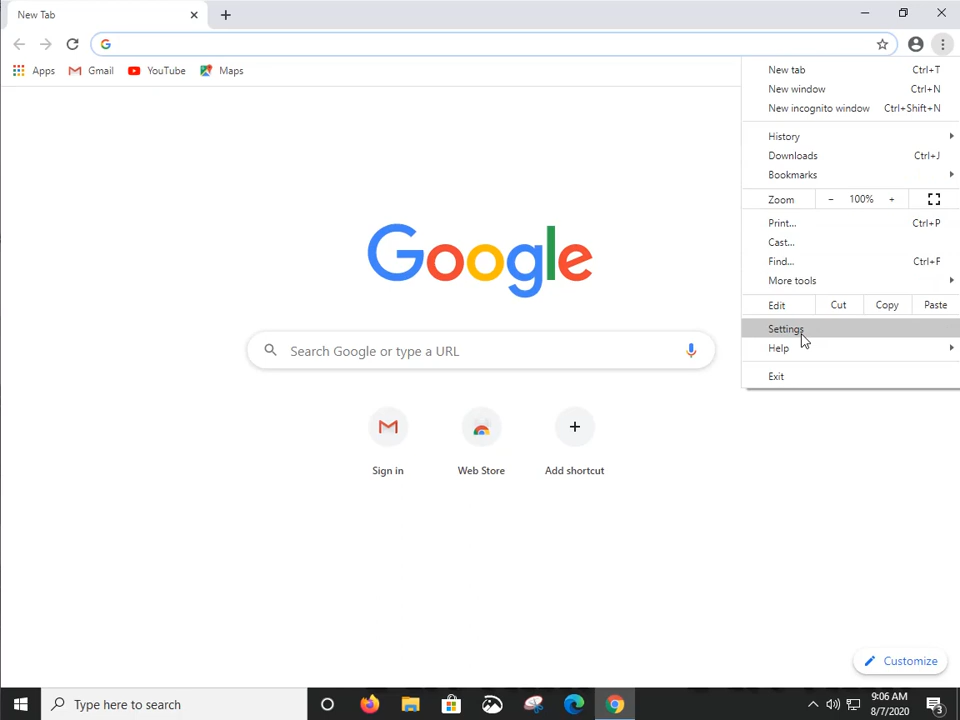 New Tab
Apps Gmail YouTube Maps
New tab Ctrl+T
New window Ctrl+N
New incognito window Ctrl+Shift+N
History
Downloads Ctrl+J
Bookmarks
Zoom - 100% +
Print... Ctrl+P
Cast...
Find... Ctrl+F
More tools
Edit Cut Copy Paste
Settings
Help
Exit
Google
Search Google or type a URL
Sign in Web Store Add shortcut
Customize
Type here to search
9:06 AM
8/7/2020
3